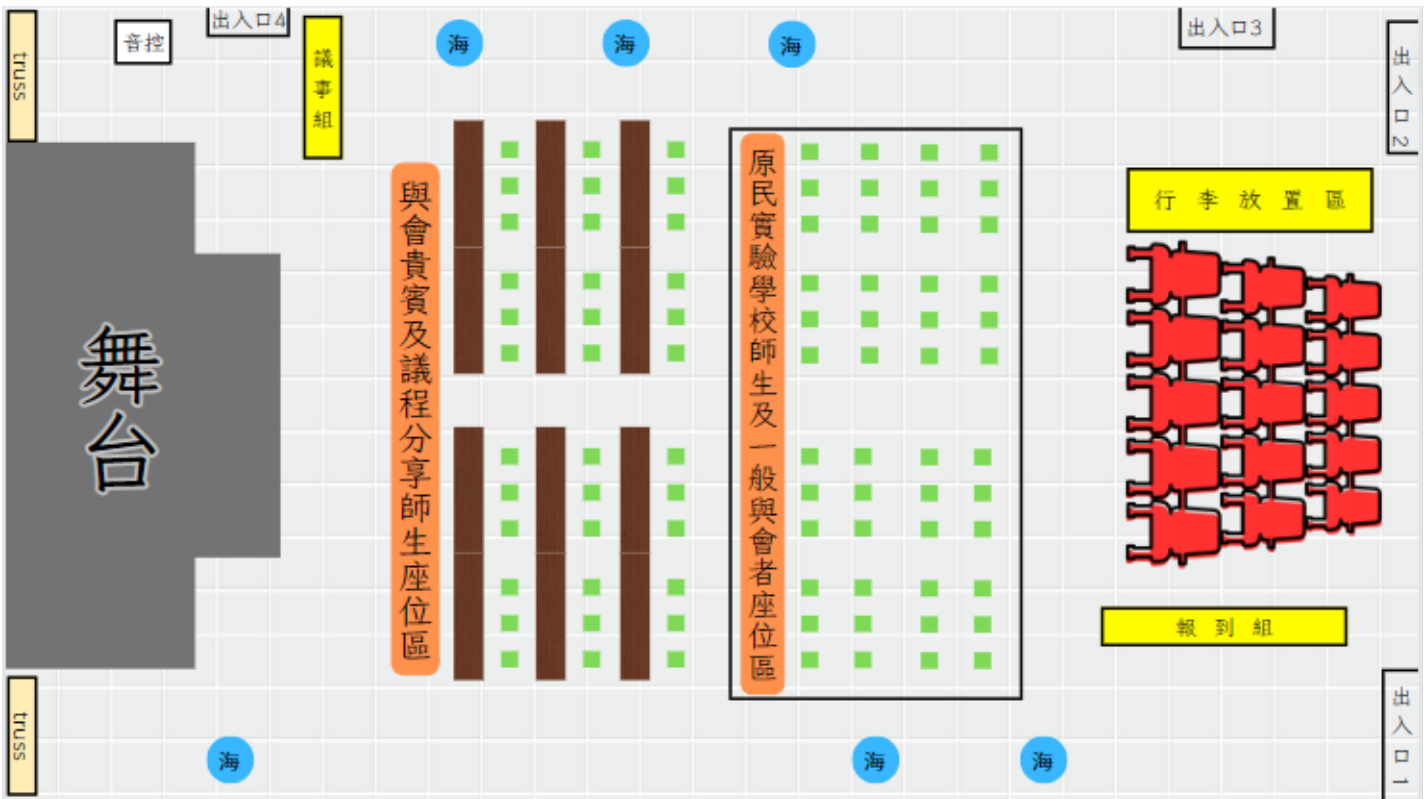 出入口4
音控
truss
議事組
海
海
海
出入口3
出入口2
行李放置區
與會貴賓及議程分享師生座位區
原民實驗學校師生及一般與會者座位區
舞台
報到組
truss
海
海
海
出入口1